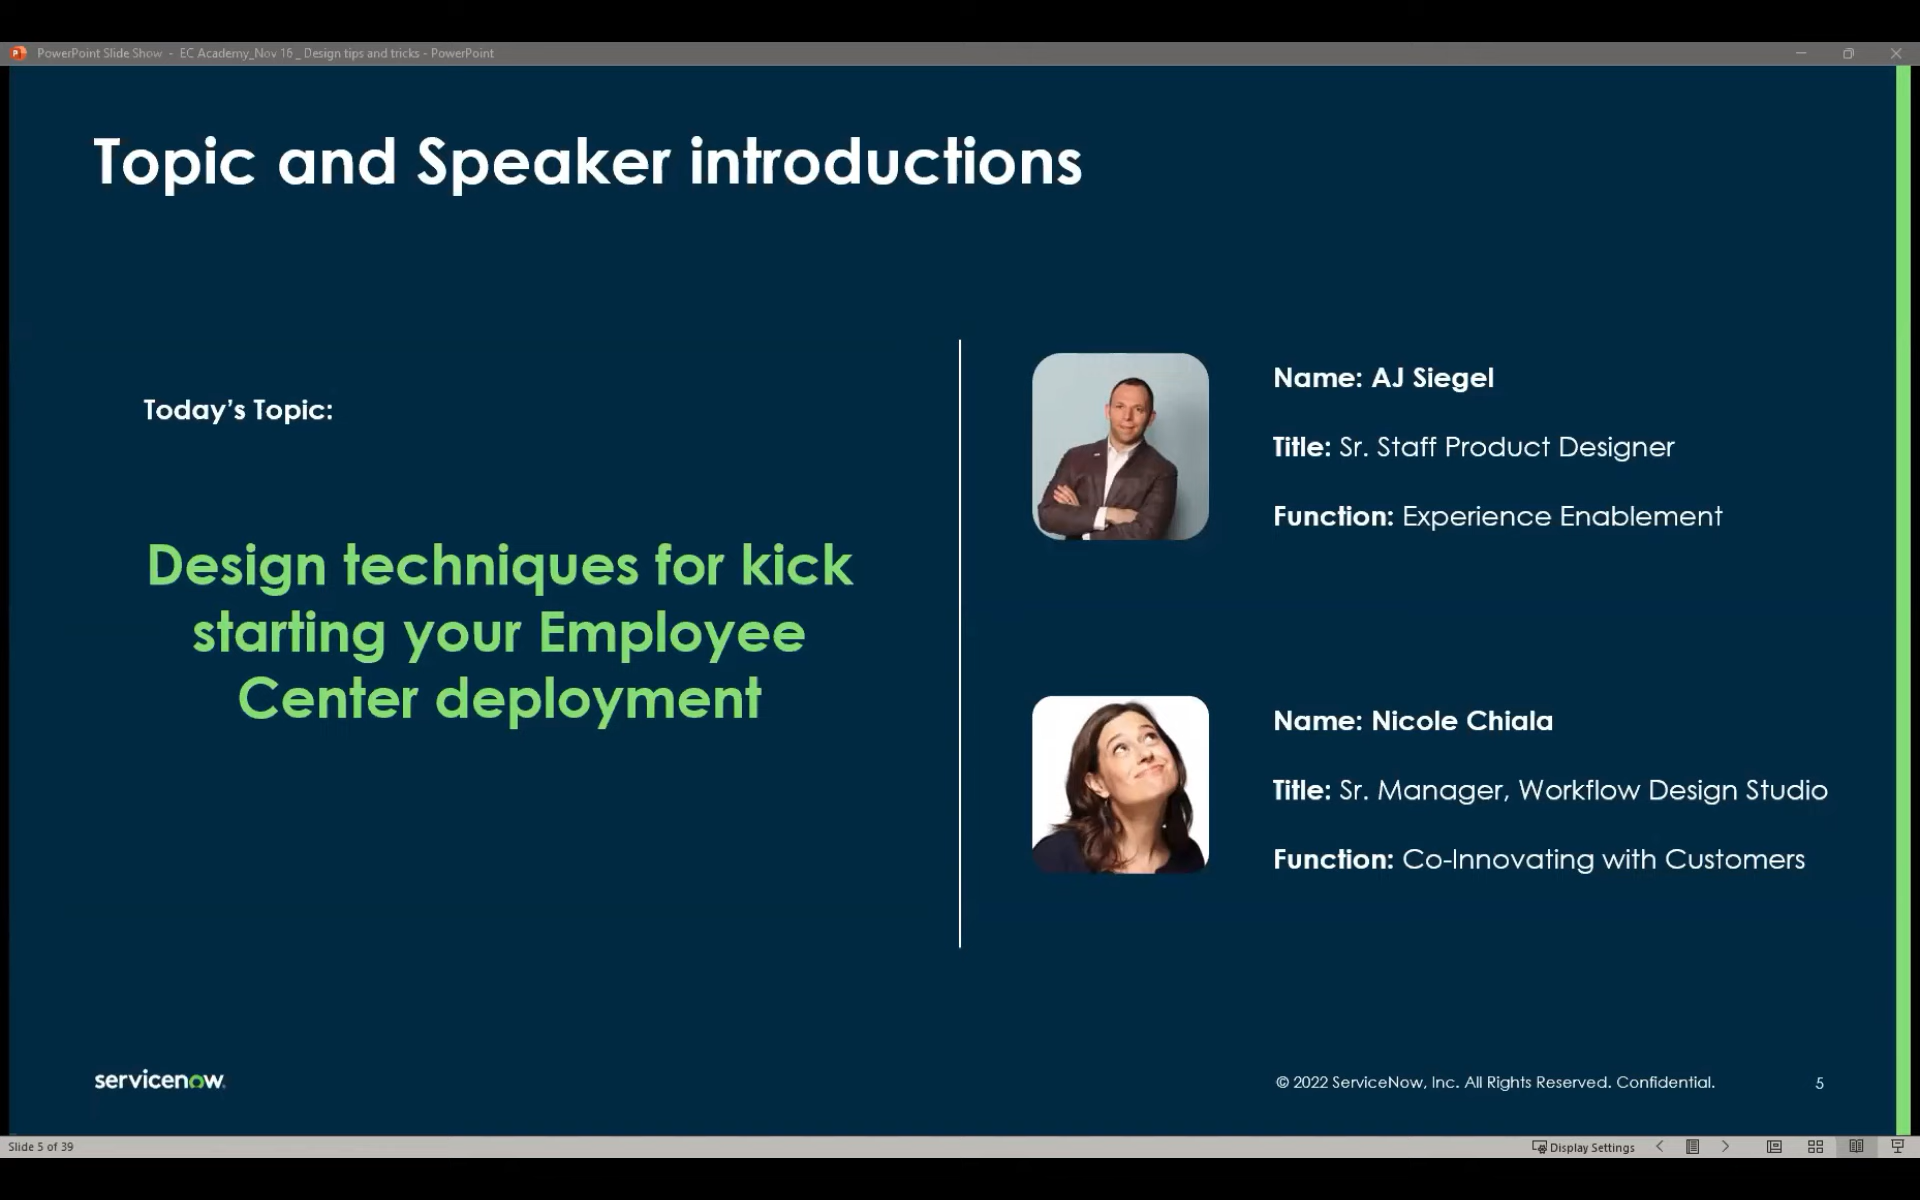 PowerPoint Slide Show - EC Academy_Nov 16 _ Design tips and tricks - PowerPoint
Topic and Speaker introductions
Today's Topic:
Design techniques for kick
starting your Employee
Center deployment
Name: AJ Siegel
Title: Sr. Staff Product Designer
Function: Experience Enablement
Name: Nicole Chiala
Title: Sr. Manager, Workflow Design Studio
Function: Co-Innovating with Customers
servicenow.
© 2022 ServiceNow, Inc. All Rights Reserved. Confidential.
5
Slide 5 of 39
Display Settings